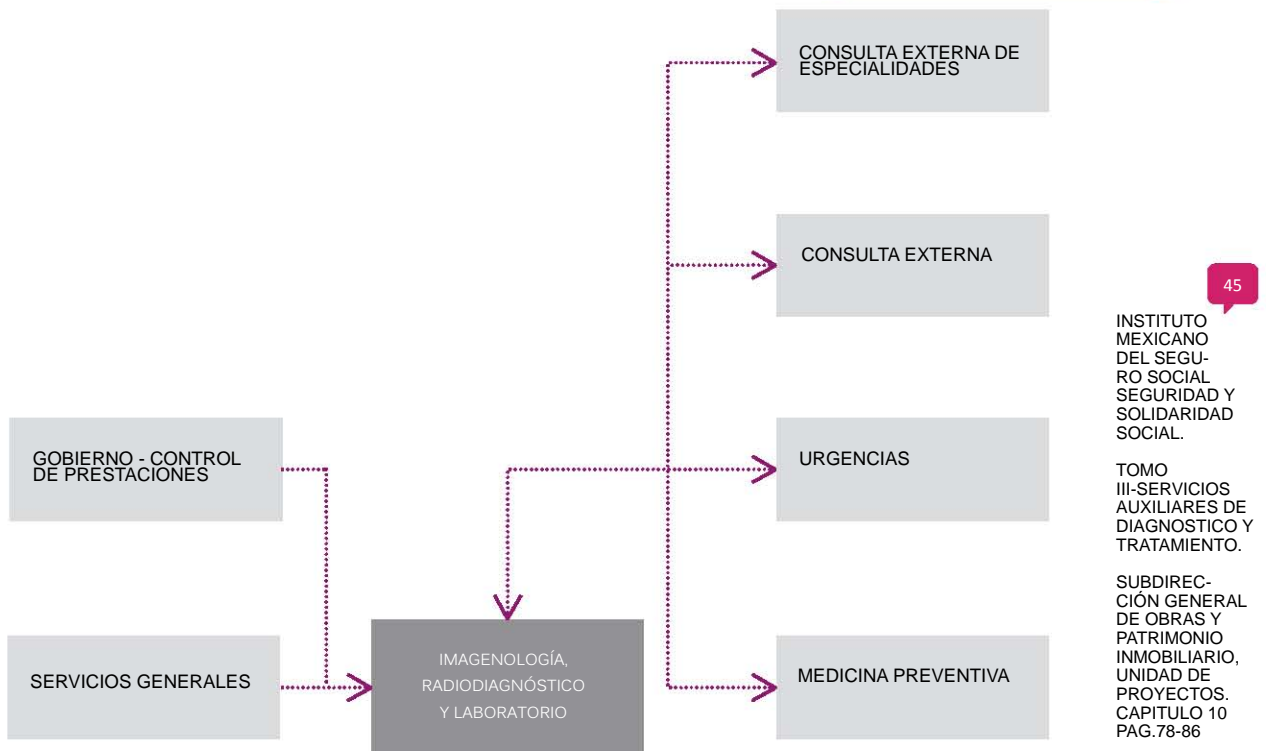 CONSULTA EXTERNA DE
ESPECIALIDADES
CONSULTA EXTERNA
URGENCIAS
MEDICINA PREVENTIVA
GOBIERNO - CONTROL
DE PRESTACIONES
SERVICIOS GENERALES
IMAGENOLOGÍA,
RADIODIAGNÓSTICO
Y LABORATORIO
45
INSTITUTO
MEXICANO
DEL SEGU-
RO SOCIAL
SEGURIDAD Y
SOLIDARIDAD
SOCIAL.
TOMO
III-SERVICIOS
AUXILIARES DE
DIAGNOSTICO Y
TRATAMIENTO.
SUBDIREC-
CIÓN GENERAL
DE OBRAS Y
PATRIMONIO
INMOBILIARIO,
UNIDAD DE
PROYECTOS.
CAPITULO 10
PAG.78-86